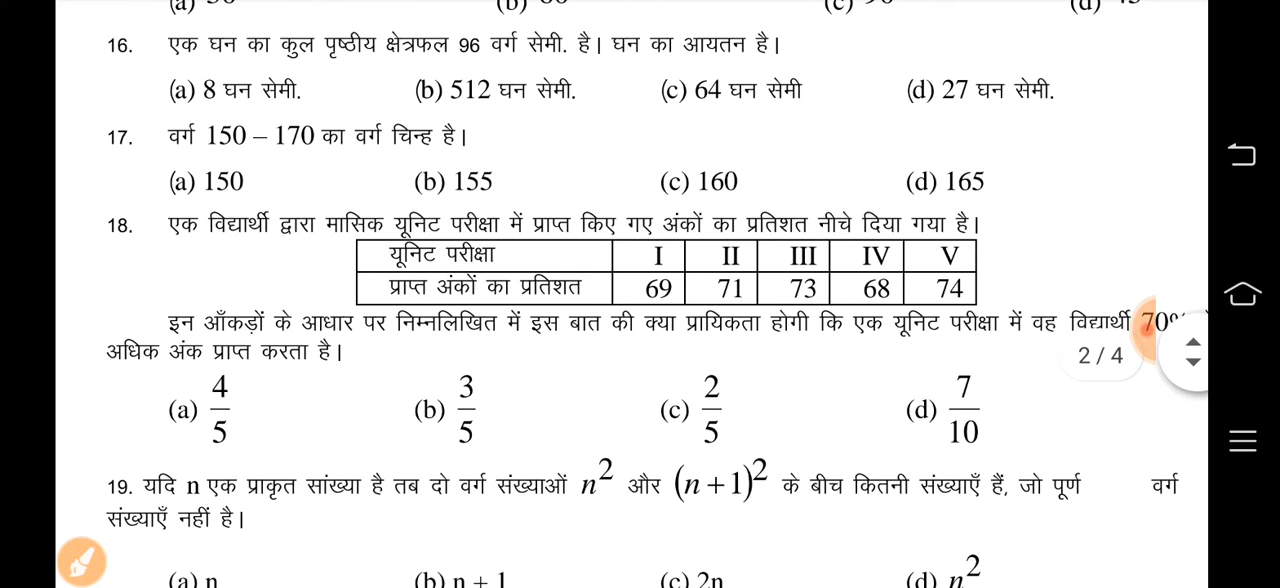 16. एक घन का कुल पृष्ठीय क्षेत्रफल 96 वर्ग सेमी. है। घन का आयतन है।
(a) 8 घन सेमी. (b) 512 घन सेमी. (c) 64 घन सेमी (d) 27 घन सेमी.
17. वर्ग 150 – 170 का वर्ग चिन्ह है।
(a) 150 (b) 155 (c) 160 (d) 165
18. एक विद्यार्थी द्वारा मासिक यूनिट परीक्षा में प्राप्त किए गए अंकों का प्रतिशत नीचे दिया गया है।
यूनिट परीक्षा I II III IV V
प्राप्त अंकों का प्रतिशत 69 71 73 68 74
इन आँकड़ों के आधार पर निम्नलिखित में इस बात की क्या प्रायिकता होगी कि एक यूनिट परीक्षा में वह विद्यार्थी 70%
अधिक अंक प्राप्त करता है।
2 / 4
(a) 4/5 (b) 3/5 (c) 2/5 (d) 7/10
19. यदि n एक प्राकृत सांख्या है तब दो वर्ग संख्याओं n² और (n+1)² के बीच कितनी संख्याएँ हैं, जो पूर्ण वर्ग
संख्याएँ नहीं है।
(a) n (b) n + 1 (c) 2n (d) n²